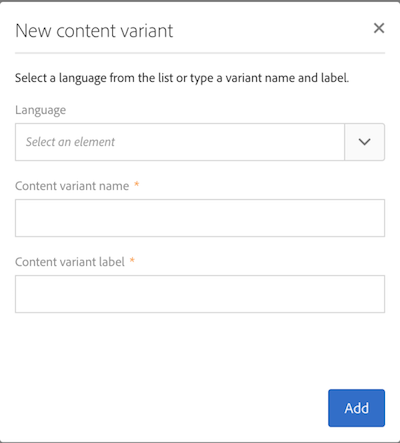 New content variant
Select a language from the list or type a variant name and label.
Language
Select an element
Content variant name *
Content variant label *
Add